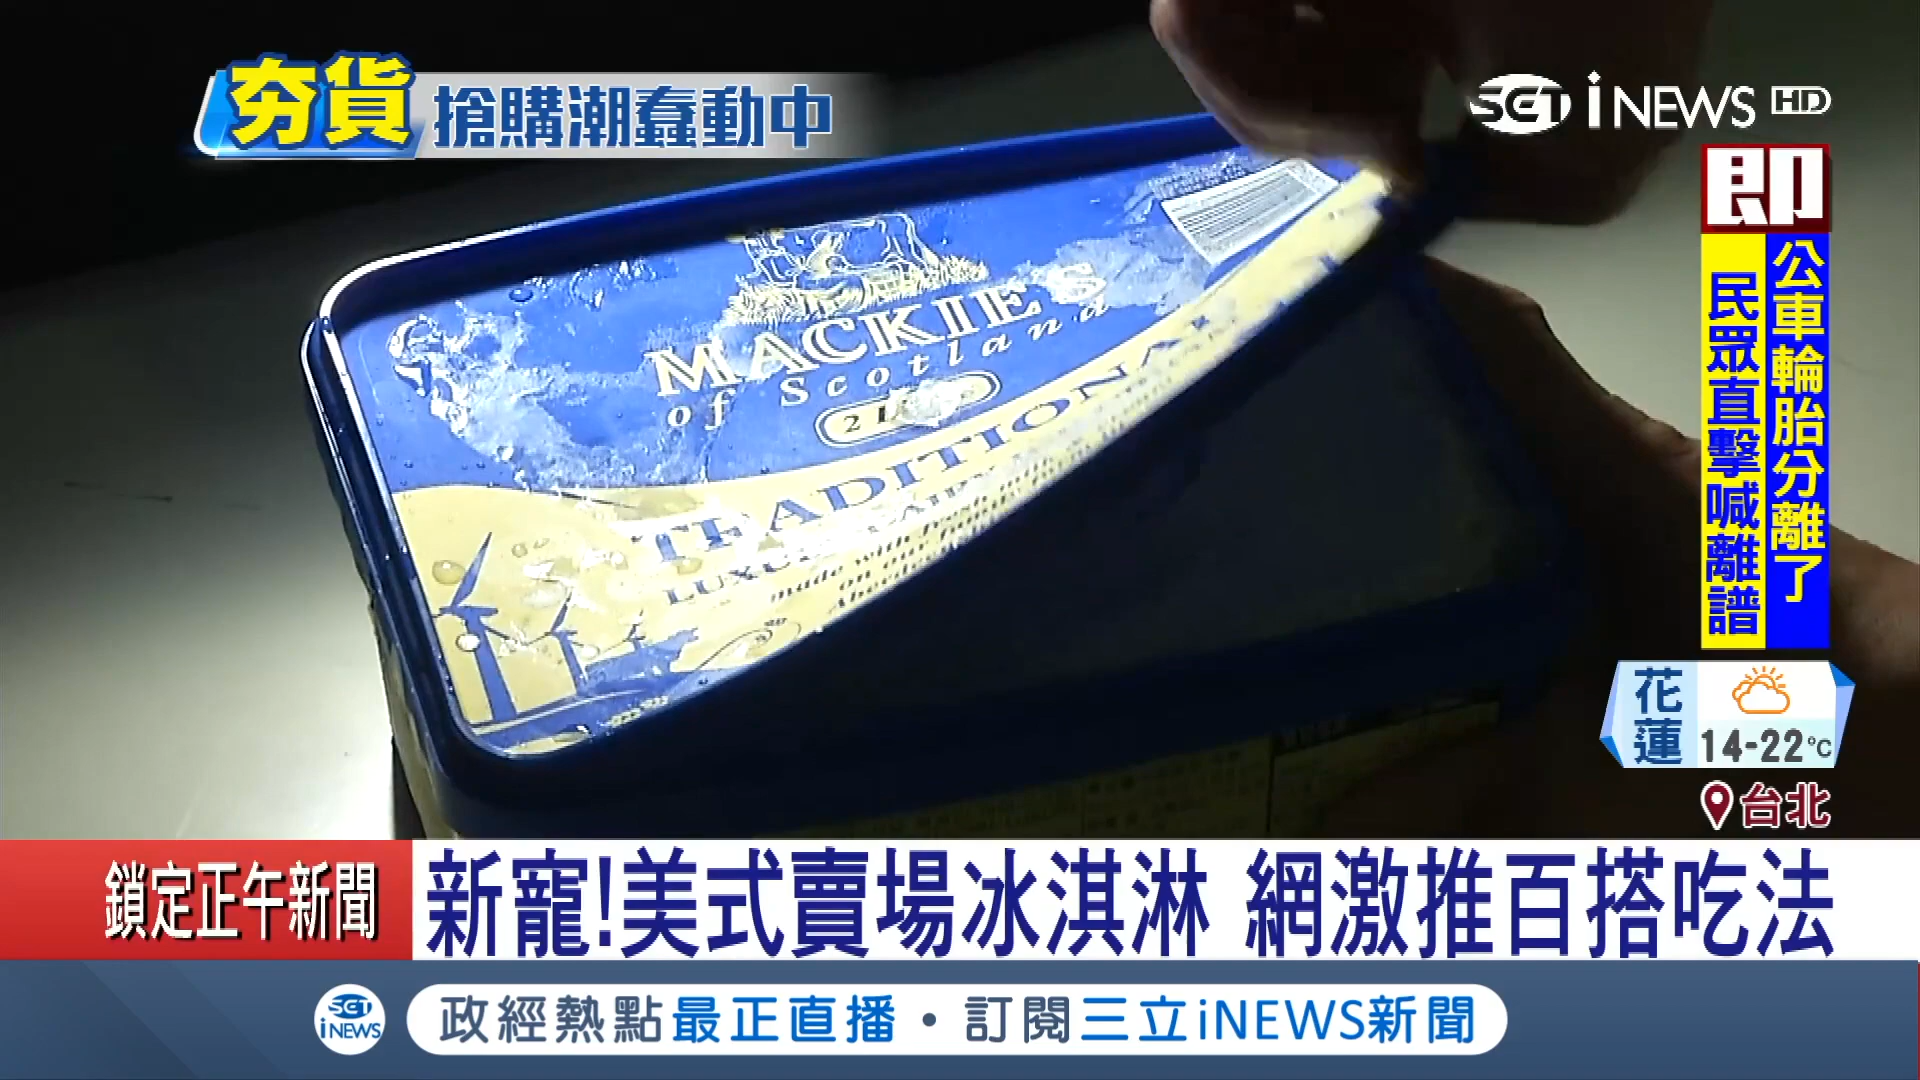 夯貨 搶購潮蠢動中
SET iNEWS HD
即
公車輪胎分離了
民眾直擊喊離譜
MACKIE'S
of Scotland
TRADITIONAL
花蓮
14-22°C
台北
鎖定正午新聞
新寵!美式賣場冰淇淋 網激推百搭吃法
SET iNEWS
政經熱點最正直播・訂閱三立iNEWS新聞